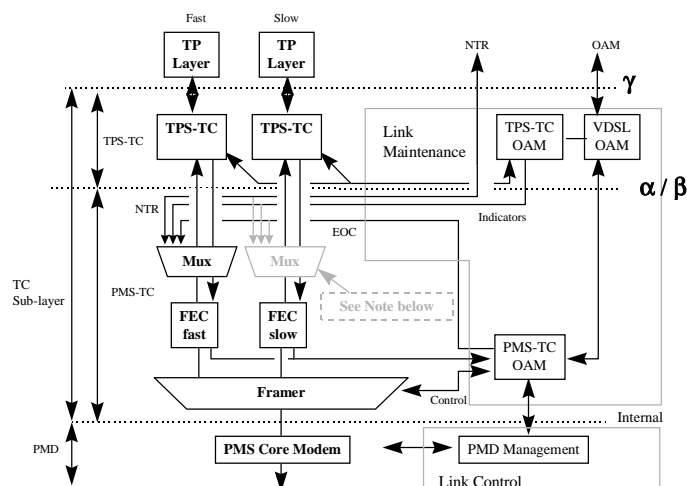 Fast
Slow
NTR
OAM
TP
Layer
TP
Layer
γ
TPS-TC
TPS-TC
TPS-TC
Link
Maintenance
TPS-TC
OAM
VDSL
OAM
α / β
NTR
Indicators
EOC
Mux
Mux
TC
Sub-layer
PMS-TC
See Note below
FEC
fast
FEC
slow
PMS-TC
OAM
Framer
Control
Internal
PMD
PMS Core Modem
PMD Management
Link Control